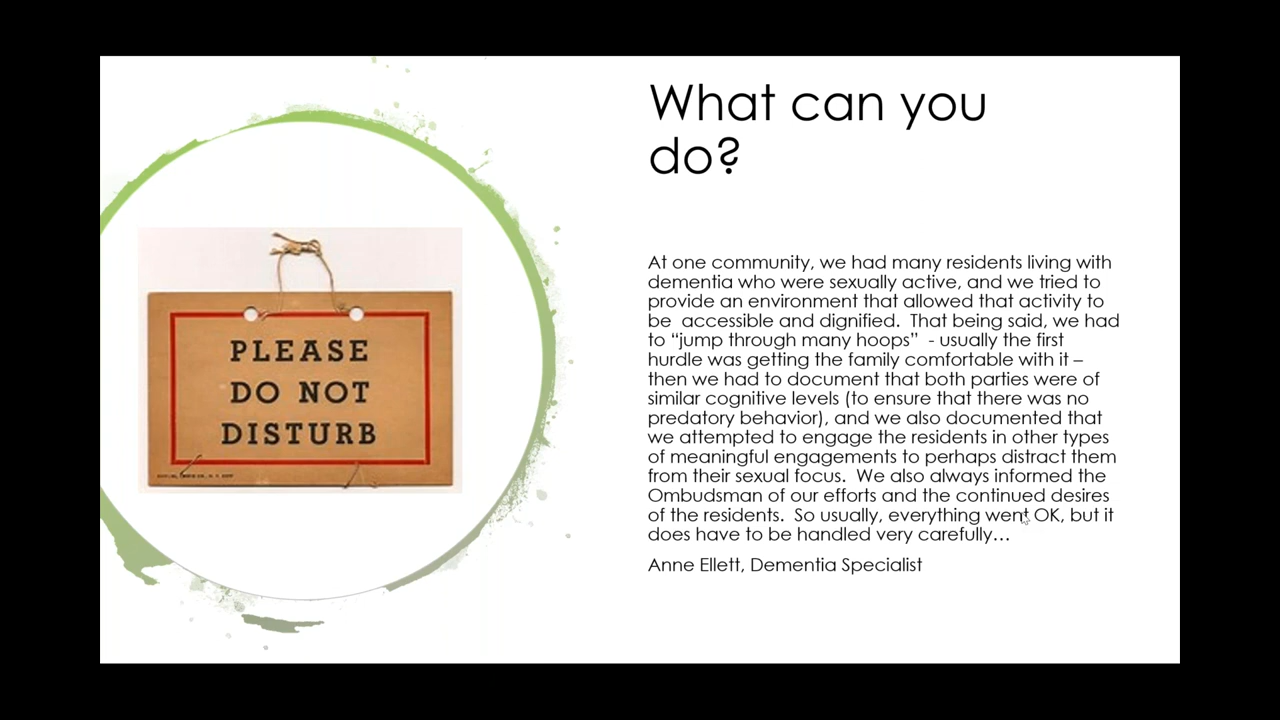 What can you
do?
PLEASE
DO NOT
DISTURB
At one community, we had many residents living with
dementia who were sexually active, and we tried to
provide an environment that allowed that activity to
be  accessible and dignified.  That being said, we had
to “jump through many hoops”  - usually the first
hurdle was getting the family comfortable with it –
then we had to document that both parties were of
similar cognitive levels (to ensure that there was no
predatory behavior), and we also documented that
we attempted to engage the residents in other types
of meaningful engagements to perhaps distract them
from their sexual focus.  We also always informed the
Ombudsman of our efforts and the continued desires
of the residents.  So usually, everything went OK, but it
does have to be handled very carefully…
Anne Ellett, Dementia Specialist